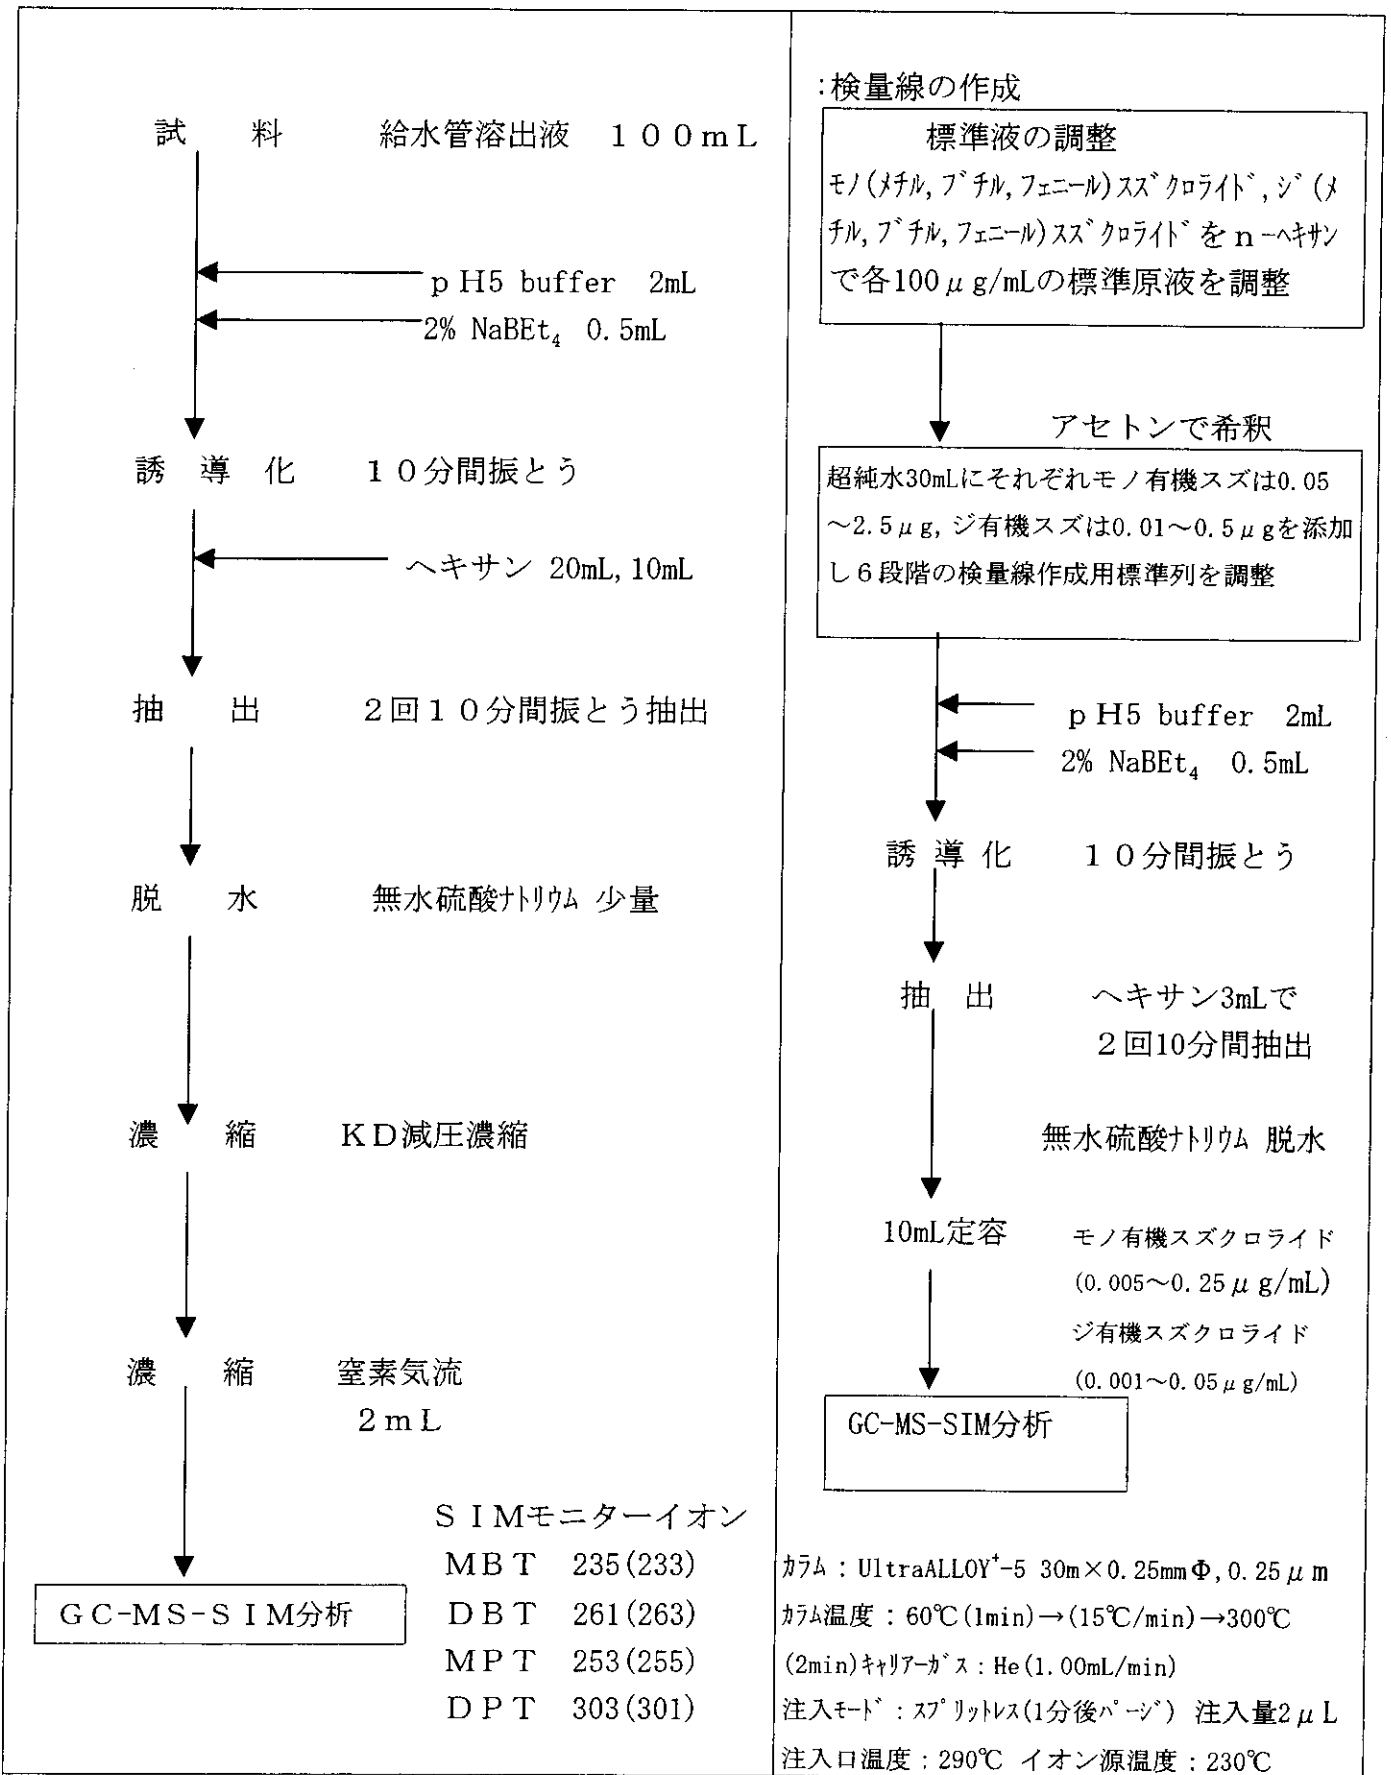 試　料　給水管溶出液　１００mL
ｐH5 buffer　2mL
2% NaBEt₄　0.5mL
誘　導　化　１０分間振とう
ヘキサン 20mL, 10mL
抽　出　２回１０分間振とう抽出
脱　水　無水硫酸ﾅﾄﾘｳﾑ 少量
濃　縮　ＫＤ減圧濃縮
濃　縮　窒素気流
２ｍL
ＳＩＭモニターイオン
ＭＢＴ　235(233)
ＤＢＴ　261(263)
ＭＰＴ　253(255)
ＤＰＴ　303(301)
ＧＣ-ＭＳ-ＳＩＭ分析
:検量線の作成
標準液の調整
ﾓﾉ(ﾒﾁﾙ, ﾌﾞﾁﾙ, ﾌｪﾆｰﾙ)ｽｽﾞｸﾛﾗｲﾄﾞ, ｼﾞ(ﾒ
ﾁﾙ, ﾌﾞﾁﾙ, ﾌｪﾆｰﾙ)ｽｽﾞｸﾛﾗｲﾄﾞをｎ-ﾍｷｻﾝ
で各100μg/mLの標準原液を調整
アセトンで希釈
超純水30mLにそれぞれモノ有機スズは0.05
～2.5μg, ジ有機スズは0.01～0.5μgを添加
し６段階の検量線作成用標準列を調整
ｐH5 buffer　2mL
2% NaBEt₄　0.5mL
誘 導 化　１０分間振とう
抽　出　ヘキサン3mLで
２回10分間抽出
無水硫酸ﾅﾄﾘｳﾑ 脱水
10mL定容　モノ有機スズクロライド
(0.005～0.25μg/mL)
ジ有機スズクロライド
(0.001～0.05μg/mL)
GC-MS-SIM分析
ｶﾗﾑ：UltraALLOY⁺-5 30m×0.25mmΦ, 0.25μm
ｶﾗﾑ温度：60℃(1min)→(15℃/min)→300℃
(2min)ｷｬﾘｱｰｶﾞｽ：He(1.00mL/min)
注入ﾓｰﾄﾞ：ｽﾌﾟﾘｯﾄﾚｽ(1分後ﾊﾟｰｼﾞ) 注入量2μL
注入口温度：290℃ イオン源温度：230℃